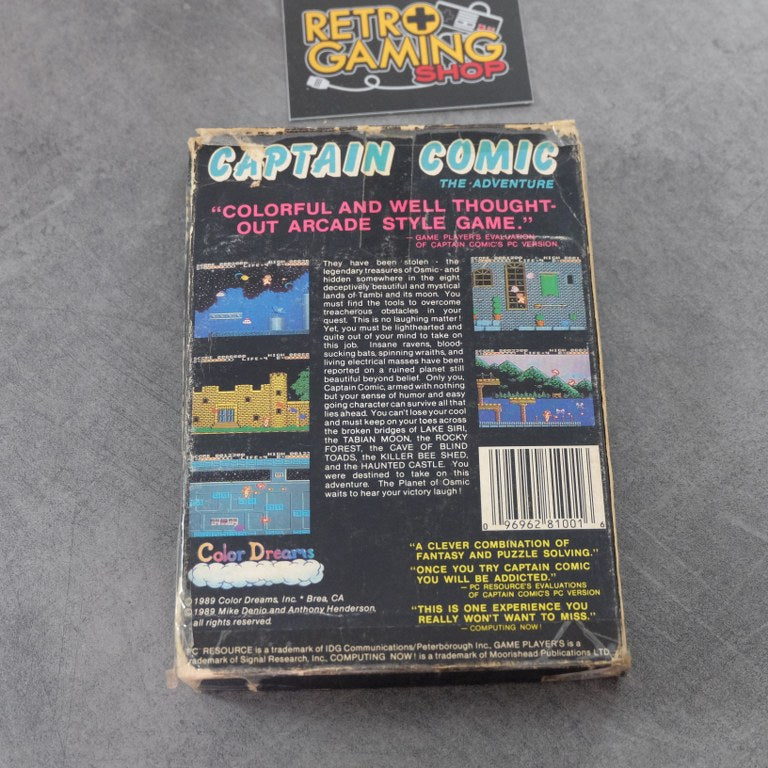 RETRO
GAMING
SHOP
CAPTAIN COMIC
THE ADVENTURE
"COLORFUL AND WELL THOUGHT-
OUT ARCADE STYLE GAME."
— GAME PLAYER'S EVALUATION
OF CAPTAIN COMIC'S PC VERSION
They have been stolen - the
legendary treasures of Osmic - and
hidden somewhere in the eight
deceptively beautiful and mystical
lands of Tambi and its moon. You
must find the tools to overcome
treacherous obstacles in your
quest. This is no laughing matter!
Yet, you must be lighthearted and
quite out of your mind to take on
this job. Insane ravens, blood-
sucking bats, spinning wraiths, and
living electrical masses have been
reported on a ruined planet still
beautiful beyond belief. Only you,
Captain Comic, armed with nothing
but your sense of humor and easy
going character can survive all that
lies ahead. You can't lose your cool
and must keep on your toes across
the broken bridges of LAKE SIRI,
the TABIAN MOON, the ROCKY
FOREST, the CAVE OF BLIND
TOADS, the KILLER BEE SHED,
and the HAUNTED CASTLE. You
were destined to take on this
adventure. The Planet of Osmic
waits to hear your victory laugh!
0 96962 81001 6
Color Dreams
© 1989 Color Dreams, Inc. * Brea, CA
© 1989 Mike Denio and Anthony Henderson,
all rights reserved.
"A CLEVER COMBINATION OF
FANTASY AND PUZZLE SOLVING."
"ONCE YOU TRY CAPTAIN COMIC
YOU WILL BE ADDICTED."
— PC RESOURCE'S EVALUATIONS
OF CAPTAIN COMIC'S PC VERSION
"THIS IS ONE EXPERIENCE YOU
REALLY WON'T WANT TO MISS."
— COMPUTING NOW!
PC RESOURCE is a trademark of IDG Communications/Peterborough Inc. GAME PLAYER'S is a
trademark of Signal Research, Inc. COMPUTING NOW! is a trademark of Moorishead Publications LTD.